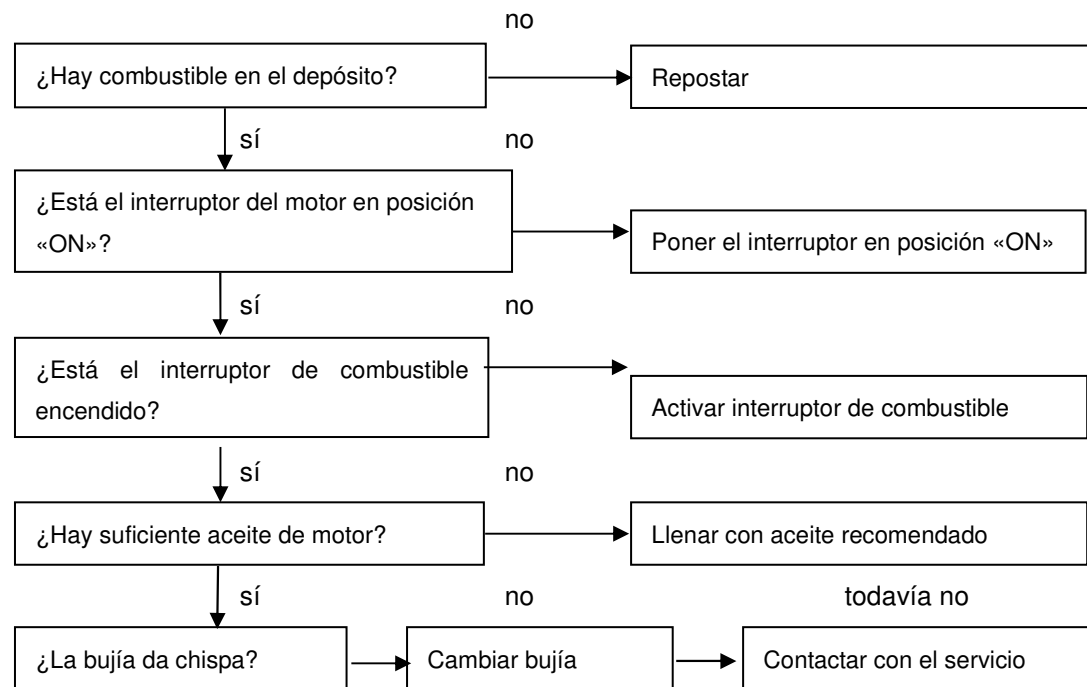 no
¿Hay combustible en el depósito?
Repostar
sí
no
¿Está el interruptor del motor en posición
«ON»?
Poner el interruptor en posición «ON»
sí
no
¿Está el interruptor de combustible
encendido?
Activar interruptor de combustible
sí
no
¿Hay suficiente aceite de motor?
Llenar con aceite recomendado
sí
no
todavía no
¿La bujía da chispa?
Cambiar bujía
Contactar con el servicio